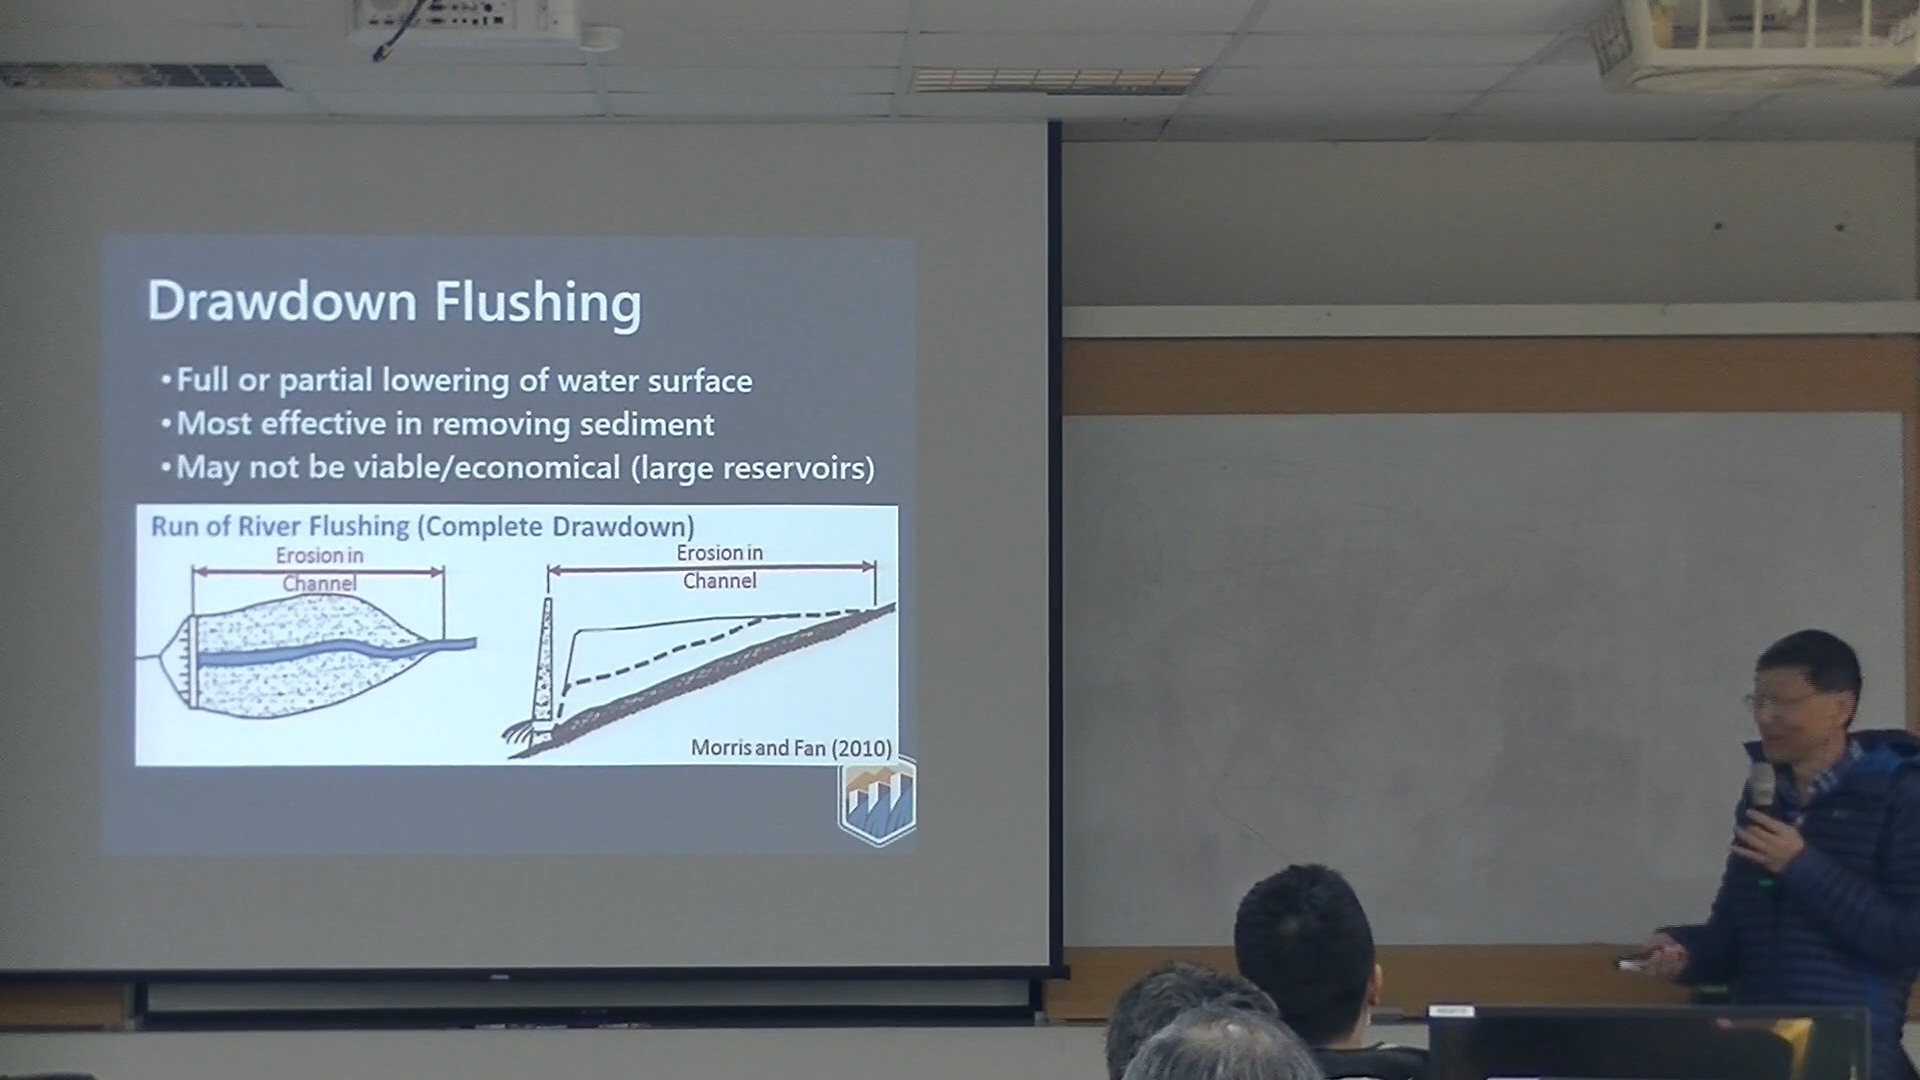 Drawdown Flushing
•Full or partial lowering of water surface
•Most effective in removing sediment
•May not be viable/economical (large reservoirs)
Run of River Flushing (Complete Drawdown)
Erosion in
Channel
Erosion in
Channel
Morris and Fan (2010)